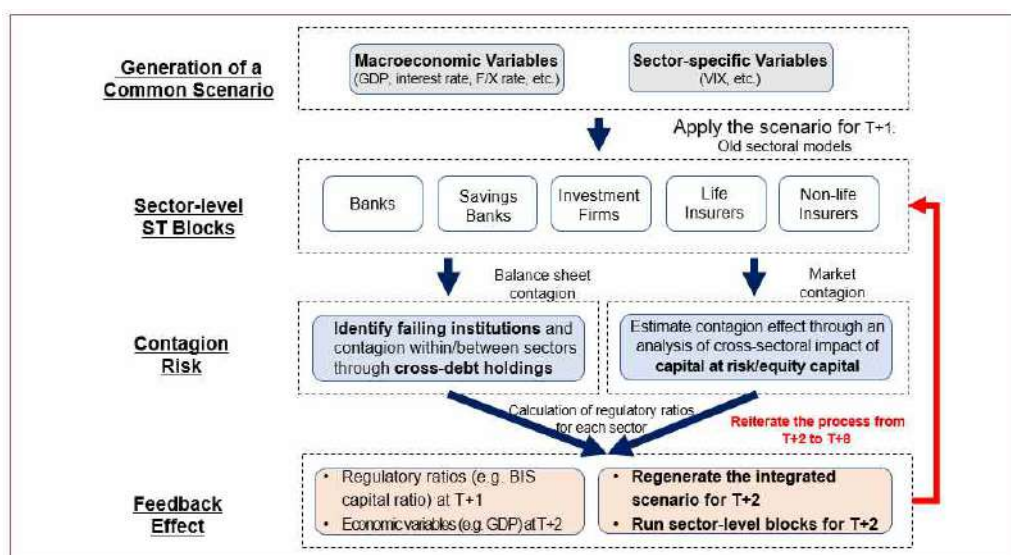 Generation of a
Common Scenario
Macroeconomic Variables
(GDP, interest rate, F/X rate, etc.)
Sector-specific Variables
(VIX, etc.)
Apply the scenario for T+1:
Old sectoral models
Sector-level
ST Blocks
Banks
Savings
Banks
Investment
Firms
Life
Insurers
Non-life
Insurers
Balance sheet
contagion
Market
contagion
Contagion
Risk
Identify failing institutions and
contagion within/between sectors
through cross-debt holdings
Estimate contagion effect through an
analysis of cross-sectoral impact of
capital at risk/equity capital
Calculation of regulatory ratios
for each sector
Reiterate the process from
T+2 to T+8
Feedback
Effect
• Regulatory ratios (e.g. BIS
capital ratio) at T+1
• Economic variables (e.g. GDP) at T+2
• Regenerate the integrated
scenario for T+2
• Run sector-level blocks for T+2